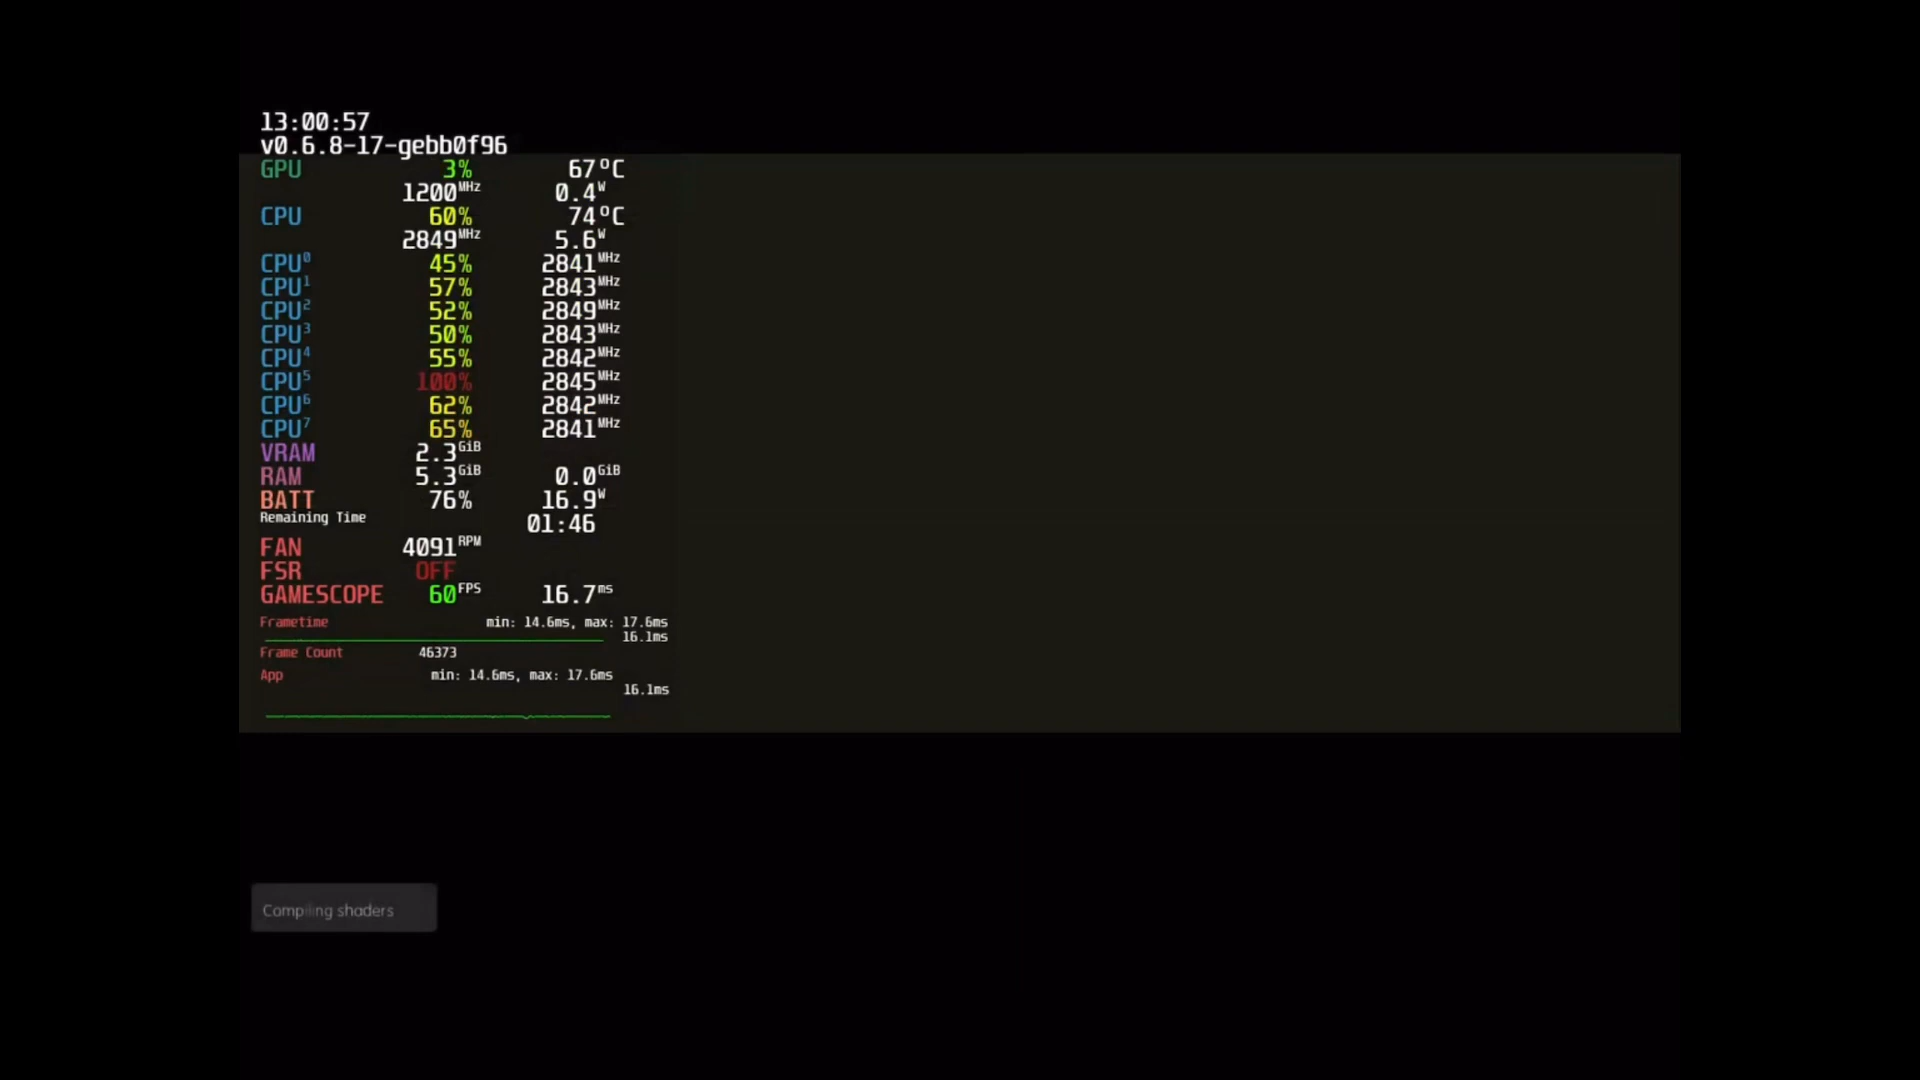 13:00:57
v0.6.8-17-gebb0f96
GPU 3% 67°C
1200MHz 0.4W
CPU 60% 74°C
2849MHz 5.6W
CPU0 45% 2841MHz
CPU1 57% 2843MHz
CPU2 52% 2849MHz
CPU3 50% 2843MHz
CPU4 55% 2842MHz
CPU5 100% 2845MHz
CPU6 62% 2842MHz
CPU7 65% 2841MHz
VRAM 2.3GiB
RAM 5.3GiB 0.0GiB
BATT 76% 16.9W
Remaining Time 01:46
FAN 4091RPM
FSR OFF
GAMESCOPE 60FPS 16.7ms
Frametime min: 14.6ms, max: 17.6ms
16.1ms
Frame Count 46373
App min: 14.6ms, max: 17.6ms
16.1ms
Compiling shaders